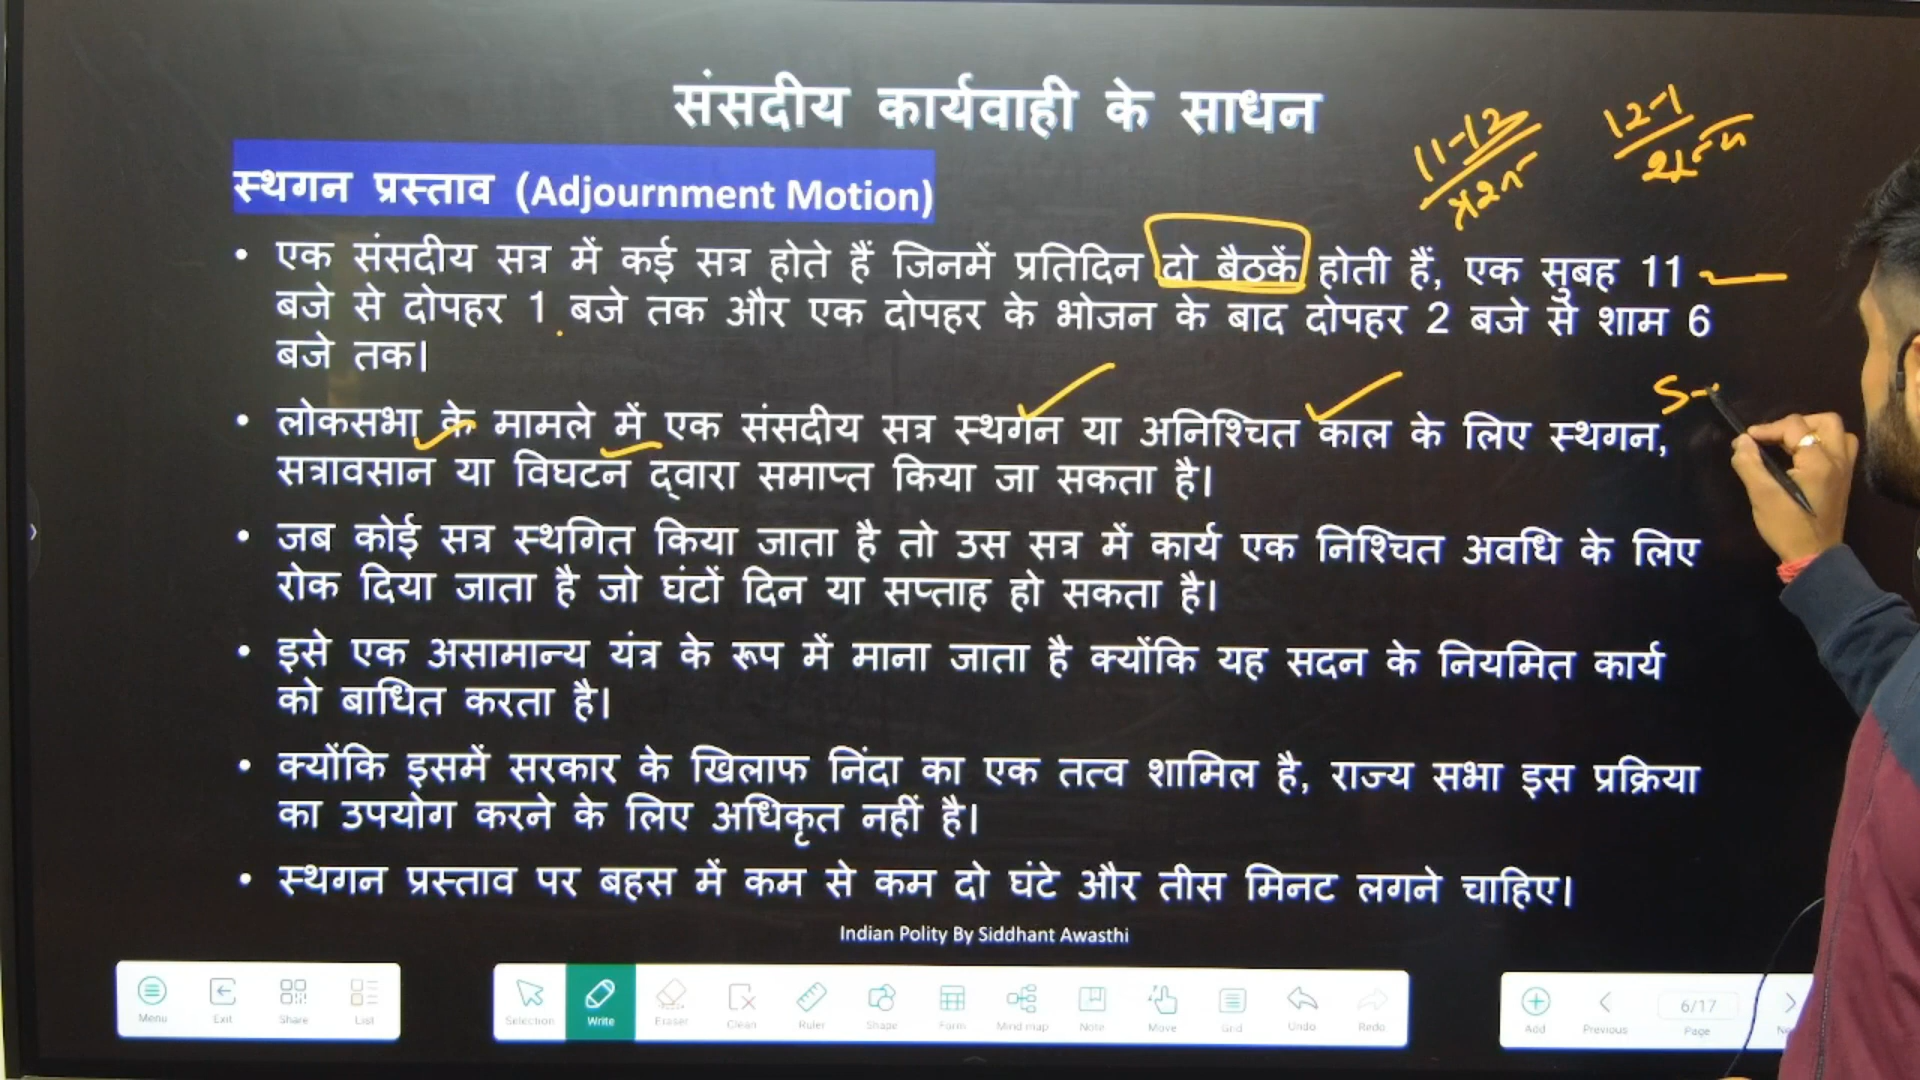 संसदीय कार्यवाही के साधन
11-12
12-1
स्थगन प्रस्ताव (Adjournment Motion)
• एक संसदीय सत्र में कई सत्र होते हैं जिनमें प्रतिदिन दो बैठकें होती हैं, एक सुबह 11
बजे से दोपहर 1 बजे तक और एक दोपहर के भोजन के बाद दोपहर 2 बजे से शाम 6
बजे तक।
• लोकसभा के मामले में एक संसदीय सत्र स्थगन या अनिश्चित काल के लिए स्थगन,
सत्रावसान या विघटन द्वारा समाप्त किया जा सकता है।
• जब कोई सत्र स्थगित किया जाता है तो उस सत्र में कार्य एक निश्चित अवधि के लिए
रोक दिया जाता है जो घंटों दिन या सप्ताह हो सकता है।
• इसे एक असामान्य यंत्र के रूप में माना जाता है क्योंकि यह सदन के नियमित कार्य
को बाधित करता है।
• क्योंकि इसमें सरकार के खिलाफ निंदा का एक तत्व शामिल है, राज्य सभा इस प्रक्रिया
का उपयोग करने के लिए अधिकृत नहीं है।
• स्थगन प्रस्ताव पर बहस में कम से कम दो घंटे और तीस मिनट लगने चाहिए।
Indian Polity By Siddhant Awasthi
Menu Exit Share List Selection Write Eraser Clean Ruler Shape Form Mind map Note Move Grid Undo Redo Add Previous 6/17 Page